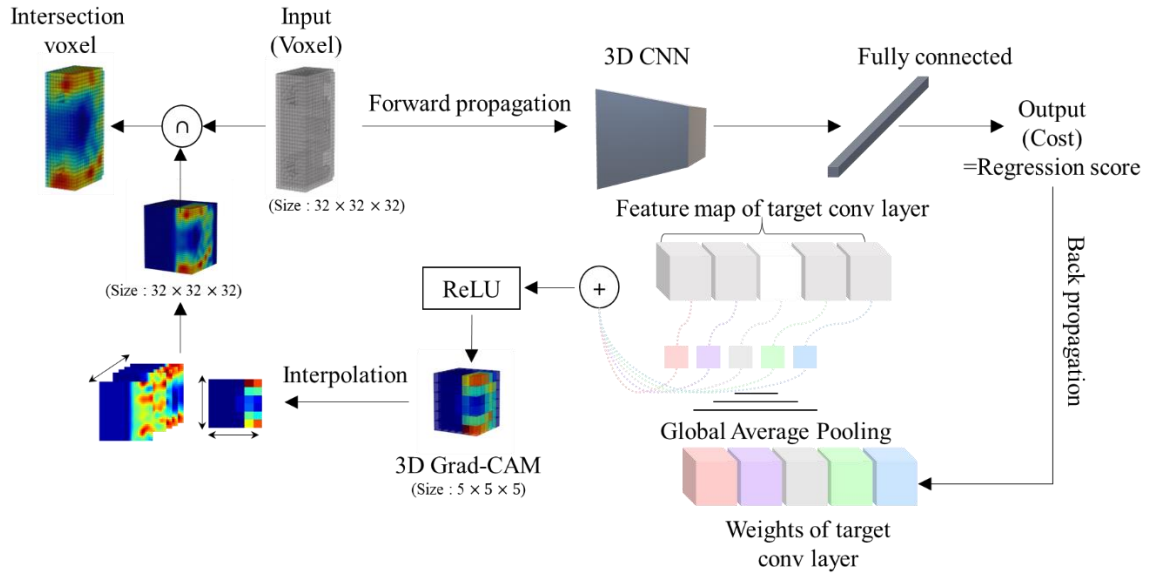 Intersection
voxel
Input
(Voxel)
3D CNN
Fully connected
∩
Forward propagation
Output
(Cost)
=Regression score
(Size : 32 × 32 × 32)
Feature map of target conv layer
(Size : 32 × 32 × 32)
ReLU
+
Back propagation
Interpolation
3D Grad-CAM
(Size : 5 × 5 × 5)
Global Average Pooling
Weights of target
conv layer